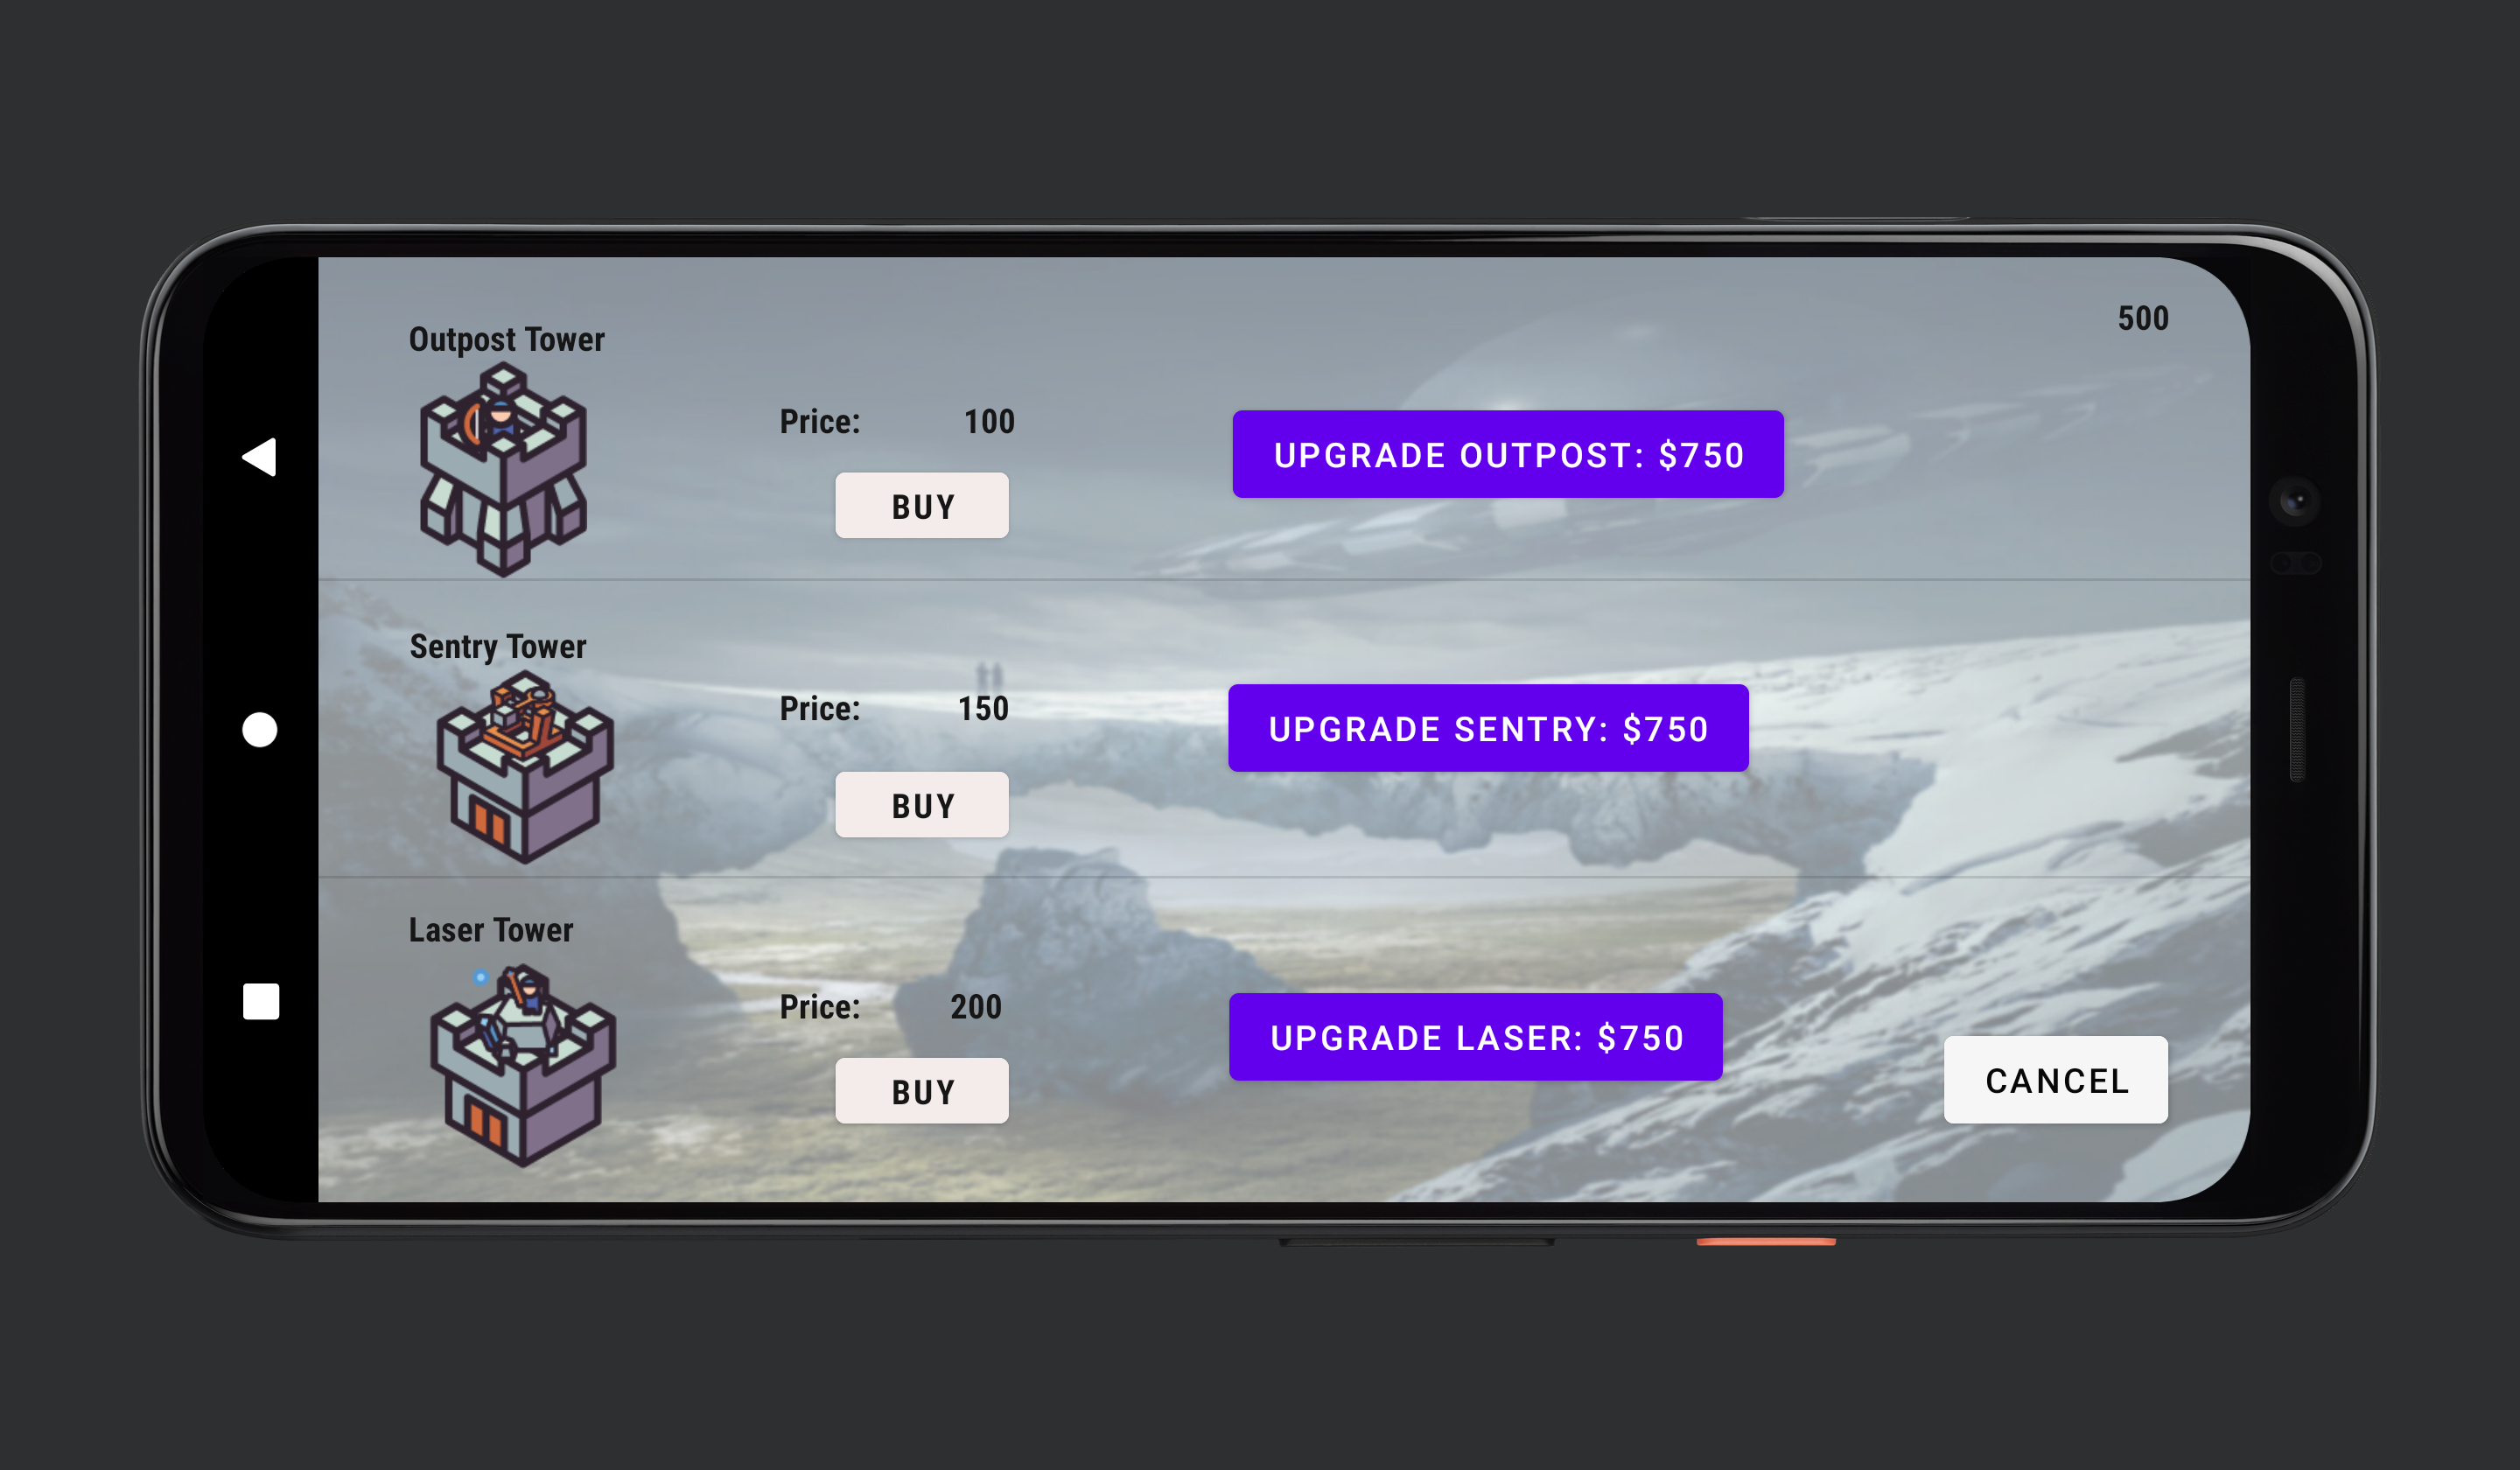 500
Outpost Tower
Price: 100
UPGRADE OUTPOST: $750
BUY
Sentry Tower
Price: 150
UPGRADE SENTRY: $750
BUY
Laser Tower
Price: 200
UPGRADE LASER: $750
BUY
CANCEL